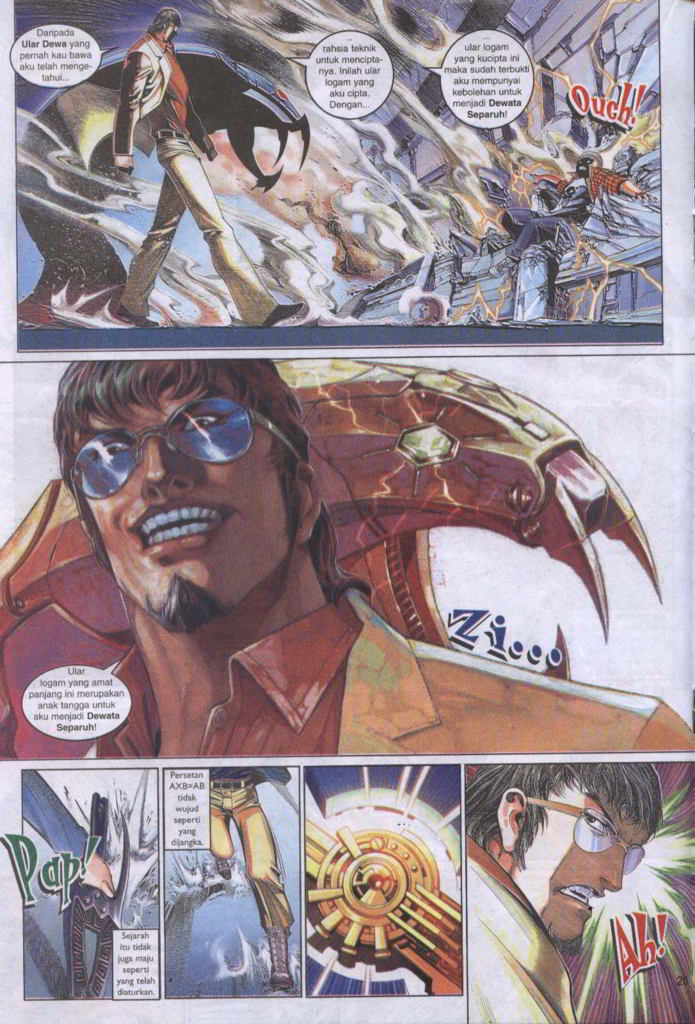 Daripada
Ular Dewa yang
pernah kau bawa
aku telah menge-
tahui...
rahsia teknik
untuk mencipta-
nya. Inilah ular
logam yang
aku cipta.
Dengan...
ular logam
yang kucipta ini
maka sudah terbukti
aku mempunyai
kebolehan untuk
menjadi Dewata
Separuh!
Ouch!
Zi...
Ular
logam yang amat
panjang ini merupakan
anak tangga untuk
aku menjadi Dewata
Separuh!
Pap!
Sejarah
itu tidak
juga maju
seperti
yang telah
diaturkan.
Persetan
AXB=AB
tidak
wujud
seperti
yang
dijangka.
Ah!
20